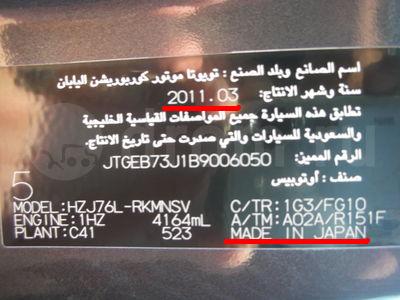 اسم الصانع وبلد الصنع : تويوتا موتور كوربوريشن اليابان
سنة وشهر الانتاج: 2011.03
تطابق هذه السيارة جميع المواصفات القياسية الخليجية
والسعودية للسيارات والتي صدرت حتى تاريخ الانتاج.
الرقم المميز: JTGEB73J1B9006050
صنف : أوتوبيس
5
MODEL:HZJ76L-RKMNSV C/TR:1G3/FG10
ENGINE:1HZ 4164mL A/TM:A02A/R151F
PLANT:C41 523 MADE IN JAPAN